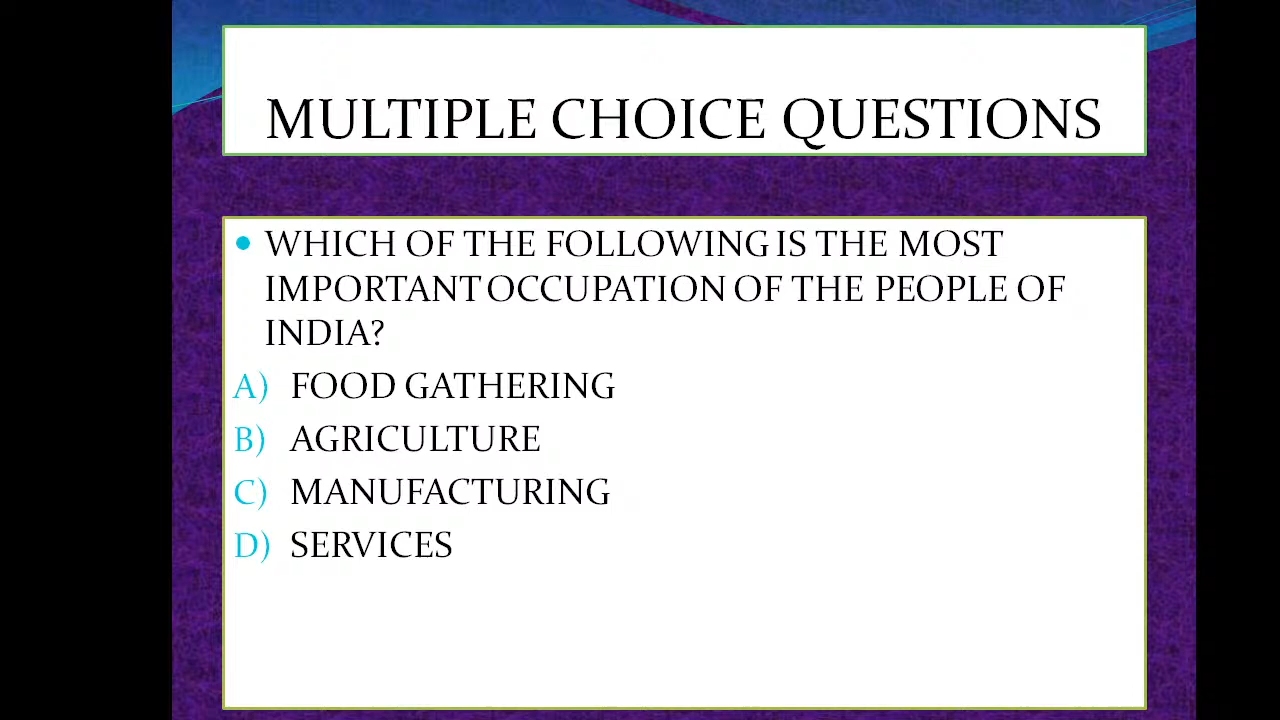 MULTIPLE CHOICE QUESTIONS
• WHICH OF THE FOLLOWING IS THE MOST
IMPORTANT OCCUPATION OF THE PEOPLE OF
INDIA?
A) FOOD GATHERING
B) AGRICULTURE
C) MANUFACTURING
D) SERVICES